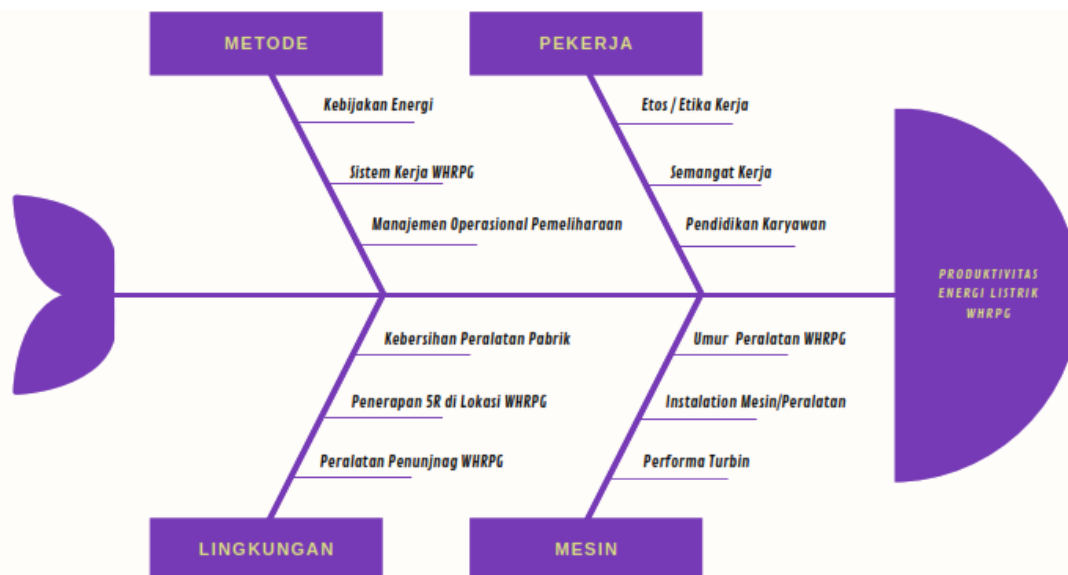 METODE
PEKERJA
Kebijakan Energi
Sistem Kerja WHRPG
Manajemen Operasional Pemeliharaan
Etos / Etika Kerja
Semangat Kerja
Pendidikan Karyawan
PRODUKTIVITAS
ENERGI LISTRIK
WHRPG
Kebersihan Peralatan Pabrik
Penerapan 5R di Lokasi WHRPG
Peralatan Penunjnag WHRPG
Umur Peralatan WHRPG
Instalation Mesin/Peralatan
Performa Turbin
LINGKUNGAN
MESIN